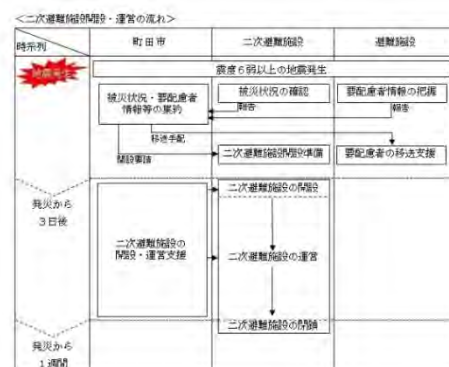 ＜二次避難施設開設・運営の流れ＞
時系列
町田市
二次避難施設
避難施設
地震発生
震度6弱以上の地震発生
被災状況・要配慮者
情報等の集約
被災状況の確認
要配慮者情報の把握
報告
報告
移送手配
開設要請
二次避難施設開設準備
要配慮者の移送支援
発災から
3日後
二次避難施設の
開設・運営支援
二次避難施設の開設
二次避難施設の運営
二次避難施設の閉鎖
発災から
1週間